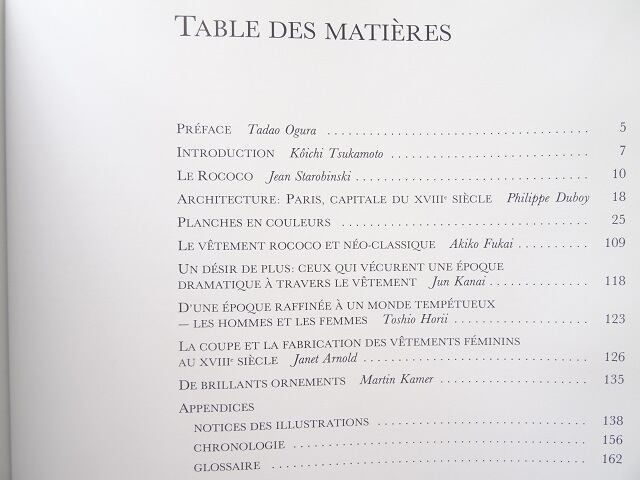 TABLE DES MATIÈRES
PRÉFACE Tadao Ogura ..................................... 5
INTRODUCTION Kôichi Tsukamoto ............................ 7
LE ROCOCO Jean Starobinski ................................. 10
ARCHITECTURE: PARIS, CAPITALE DU XVIIIe SIÈCLE Philippe Duboy 18
PLANCHES EN COULEURS ................................... 25
LE VÊTEMENT ROCOCO ET NÉO-CLASSIQUE Akiko Fukai ........... 109
UN DÉSIR DE PLUS: CEUX QUI VÉCURENT UNE ÉPOQUE
DRAMATIQUE À TRAVERS LE VÊTEMENT Jun Kanai .............. 118
D'UNE ÉPOQUE RAFFINÉE À UN MONDE TEMPÉTUEUX
— LES HOMMES ET LES FEMMES Toshio Horii ................... 123
LA COUPE ET LA FABRICATION DES VÊTEMENTS FÉMININS
AU XVIIIe SIÈCLE Janet Arnold ................................ 126
DE BRILLANTS ORNEMENTS Martin Kamer ...................... 135
APPENDICES
NOTICES DES ILLUSTRATIONS .............................. 138
CHRONOLOGIE .......................................... 156
GLOSSAIRE ............................................. 162